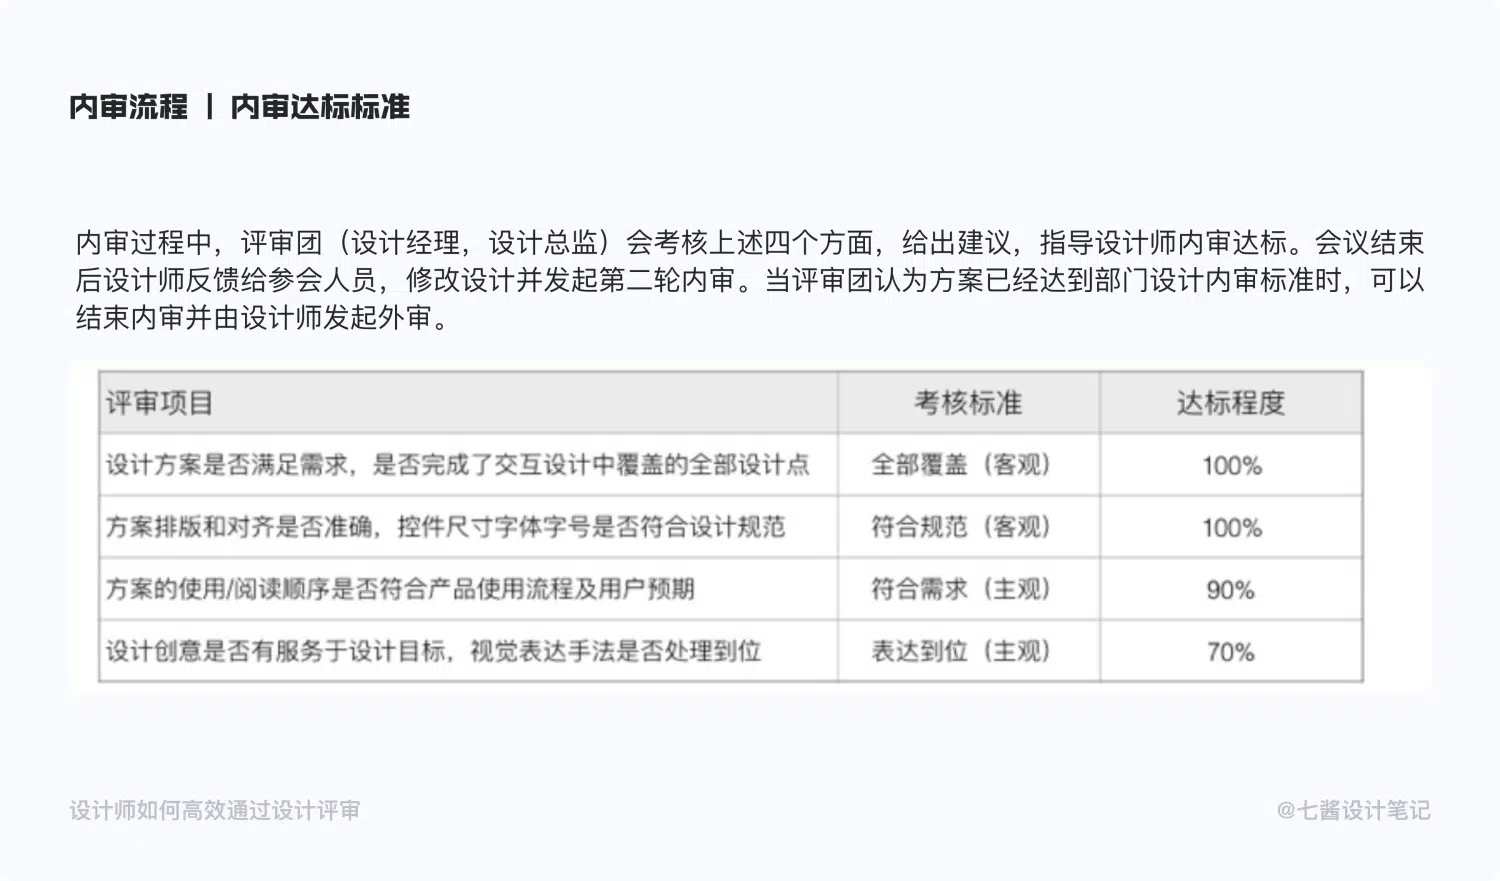 内审流程 | 内审达标标准
内审过程中，评审团（设计经理，设计总监）会考核上述四个方面，给出建议，指导设计师内审达标。会议结束
后设计师反馈给参会人员，修改设计并发起第二轮内审。当评审团认为方案已经达到部门设计内审标准时，可以
结束内审并由设计师发起外审。
评审项目 考核标准 达标程度
设计方案是否满足需求，是否完成了交互设计中覆盖的全部设计点 全部覆盖（客观） 100%
方案排版和对齐是否准确，控件尺寸字体字号是否符合设计规范 符合规范（客观） 100%
方案的使用/阅读顺序是否符合产品使用流程及用户预期 符合需求（主观） 90%
设计创意是否有服务于设计目标，视觉表达手法是否处理到位 表达到位（主观） 70%
设计师如何高效通过设计评审 @七酱设计笔记